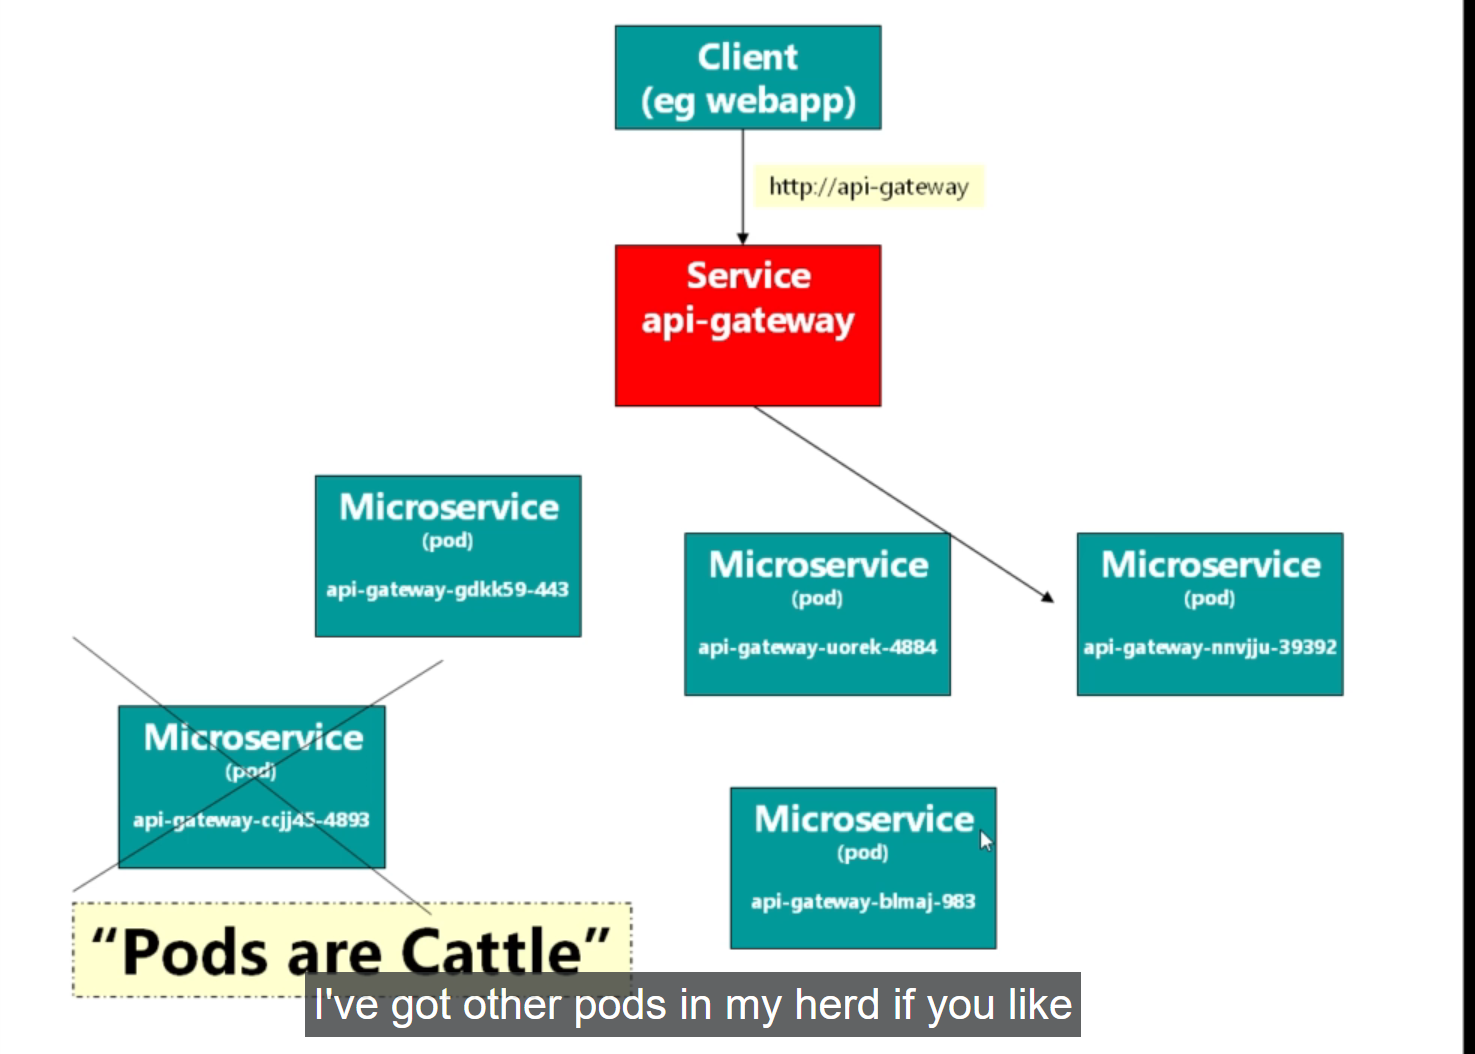 Client
(eg webapp)
http://api-gateway
Service
api-gateway
Microservice
(pod)
api-gateway-gdkk59-443
Microservice
(pod)
api-gateway-uorek-4884
Microservice
(pod)
api-gateway-nnvjju-39392
Microservice
(pod)
api-gateway-ccjj45-4893
Microservice
(pod)
api-gateway-blmaj-983
“Pods are Cattle”
I've got other pods in my herd if you like